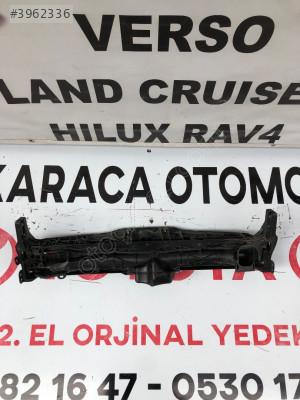 #3962336
VERSO
LAND CRUISE
HILUX RAV4
KARACA OTOMO
2. EL ORJİNAL YEDEK
82 16 47 - 0530 17